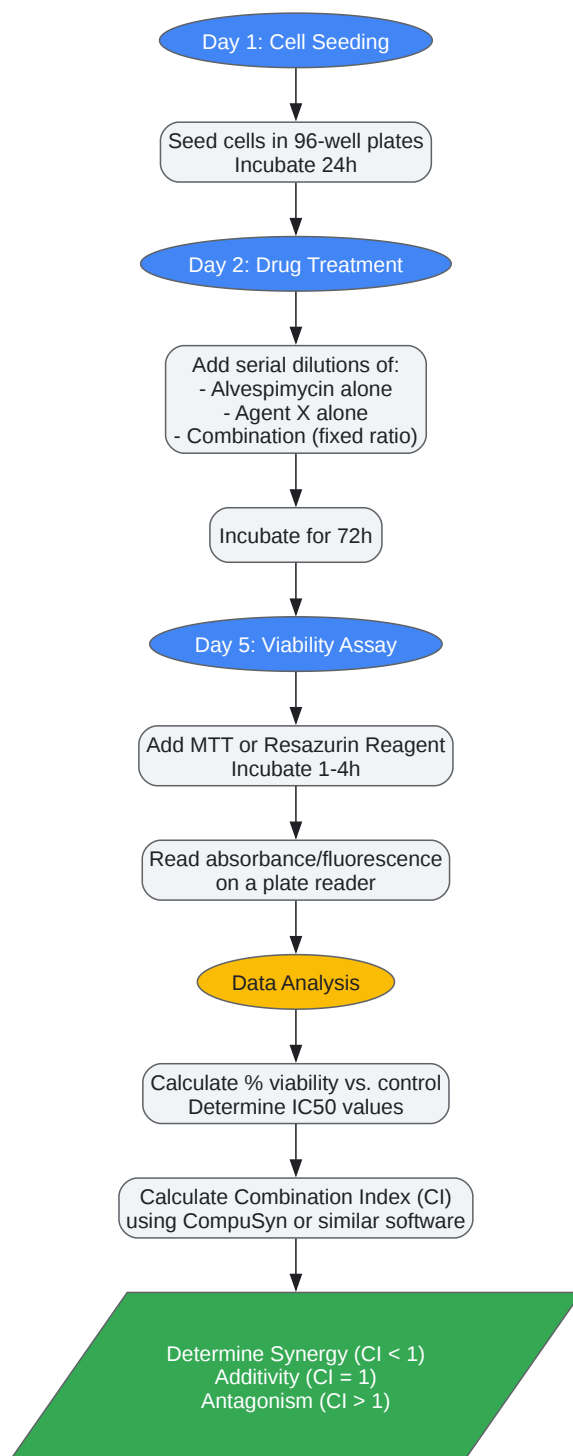 Day 1: Cell Seeding
Seed cells in 96-well plates
Incubate 24h
Day 2: Drug Treatment
Add serial dilutions of:
- Alvespimycin alone
- Agent X alone
- Combination (fixed ratio)
Incubate for 72h
Day 5: Viability Assay
Add MTT or Resazurin Reagent
Incubate 1-4h
Read absorbance/fluorescence
on a plate reader
Data Analysis
Calculate % viability vs. control
Determine IC50 values
Calculate Combination Index (CI)
using CompuSyn or similar software
Determine Synergy (CI < 1)
Additivity (CI = 1)
Antagonism (CI > 1)